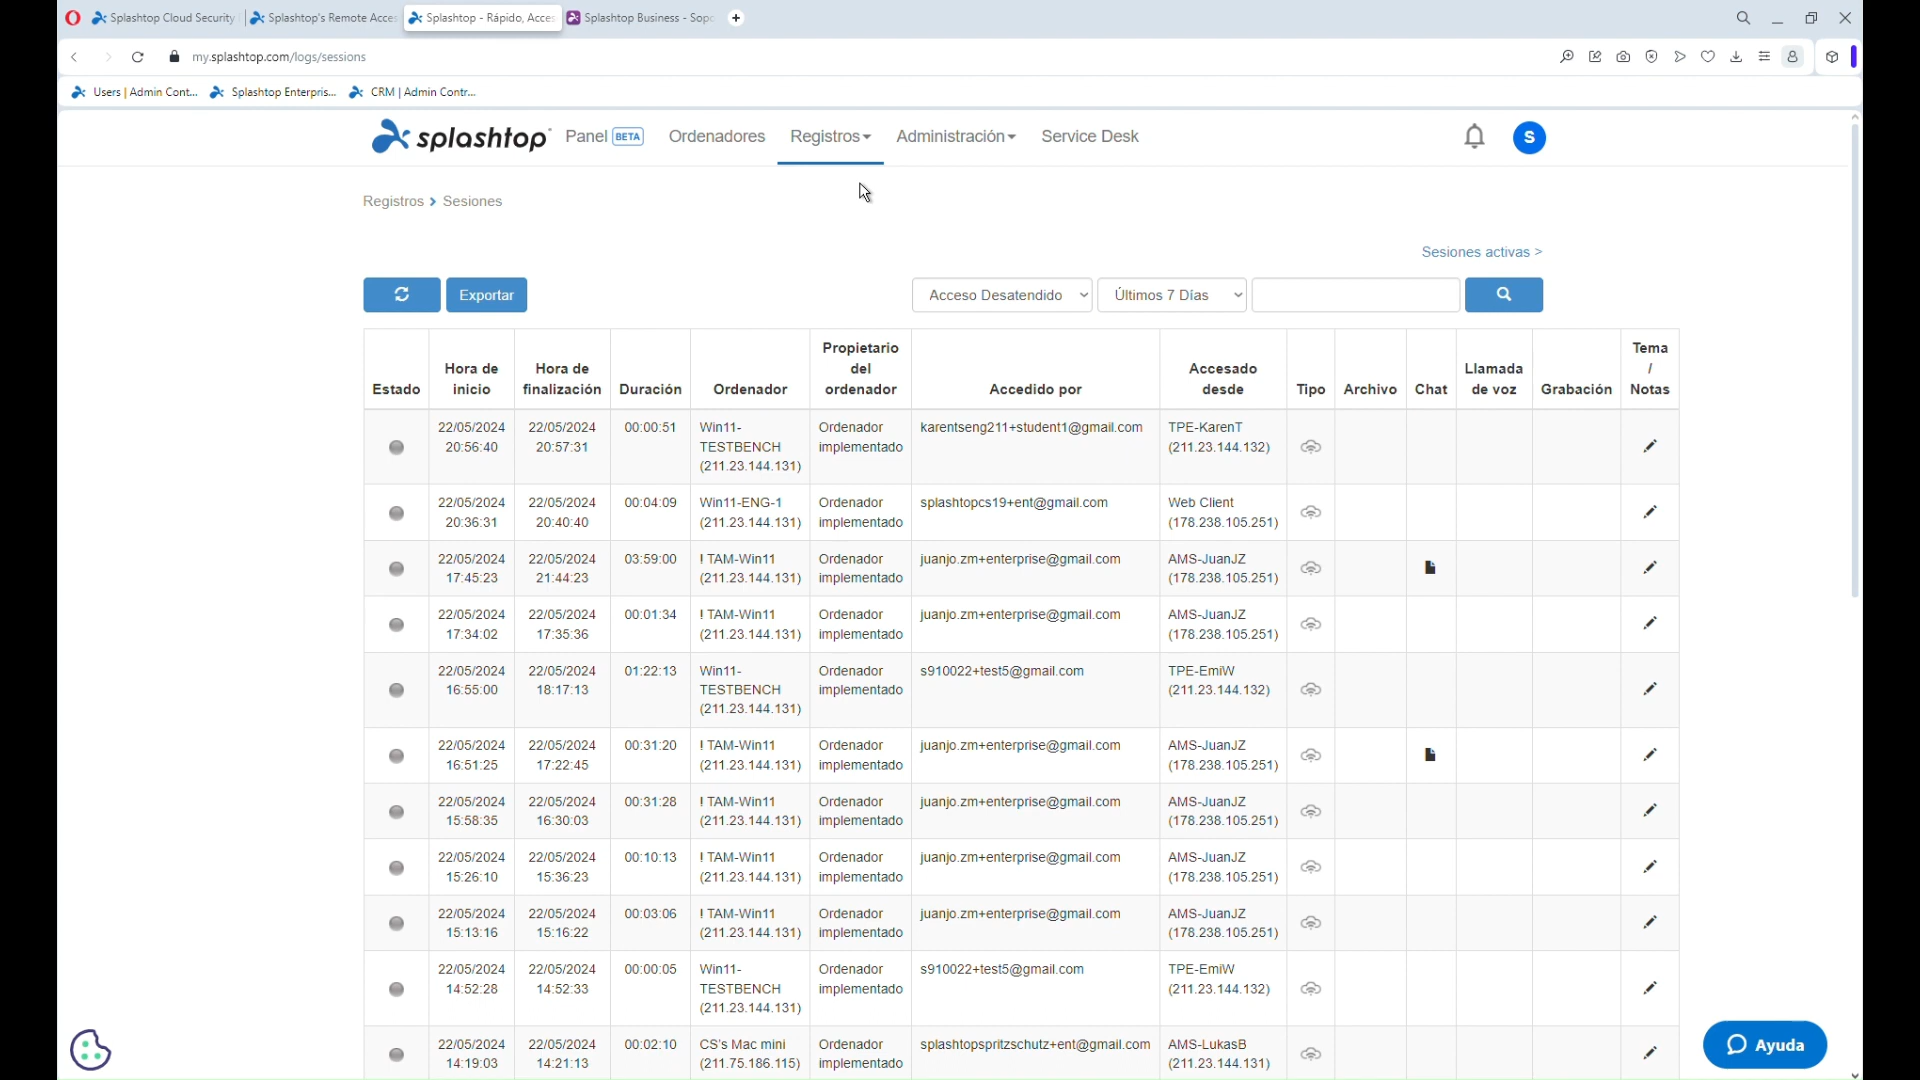 Splashtop Cloud Security
Splashtop's Remote Acce
Splashtop - Rápido, Acce
Splashtop Business - Sopo
my.splashtop.com/logs/sessions
Users | Admin Cont...
Splashtop Enterpris...
CRM | Admin Contr...
splashtop
Panel BETA
Ordenadores
Registros
Administración
Service Desk
S
Registros > Sesiones
Sesiones activas >
Exportar
Acceso Desatendido
Últimos 7 Días
Estado
Hora de
inicio
Hora de
finalización
Duración
Ordenador
Propietario
del
ordenador
Accedido por
Accesado
desde
Tipo
Archivo
Chat
Llamada
de voz
Grabación
Tema
/
Notas
22/05/2024
20:56:40
22/05/2024
20:57:31
00:00:51
Win11-
TESTBENCH
(211.23.144.131)
Ordenador
implementado
karentseng211+student1@gmail.com
TPE-KarenT
(211.23.144.132)
22/05/2024
20:36:31
22/05/2024
20:40:40
00:04:09
Win11-ENG-1
(211.23.144.131)
Ordenador
implementado
splashtopcs19+ent@gmail.com
Web Client
(178.238.105.251)
22/05/2024
17:45:23
22/05/2024
21:44:23
03:59:00
! TAM-Win11
(211.23.144.131)
Ordenador
implementado
juanjo.zm+enterprise@gmail.com
AMS-JuanJZ
(178.238.105.251)
22/05/2024
17:34:02
22/05/2024
17:35:36
00:01:34
! TAM-Win11
(211.23.144.131)
Ordenador
implementado
juanjo.zm+enterprise@gmail.com
AMS-JuanJZ
(178.238.105.251)
22/05/2024
16:55:00
22/05/2024
18:17:13
01:22:13
Win11-
TESTBENCH
(211.23.144.131)
Ordenador
implementado
s910022+test5@gmail.com
TPE-EmiW
(211.23.144.132)
22/05/2024
16:51:25
22/05/2024
17:22:45
00:31:20
! TAM-Win11
(211.23.144.131)
Ordenador
implementado
juanjo.zm+enterprise@gmail.com
AMS-JuanJZ
(178.238.105.251)
22/05/2024
15:58:35
22/05/2024
16:30:03
00:31:28
! TAM-Win11
(211.23.144.131)
Ordenador
implementado
juanjo.zm+enterprise@gmail.com
AMS-JuanJZ
(178.238.105.251)
22/05/2024
15:26:10
22/05/2024
15:36:23
00:10:13
! TAM-Win11
(211.23.144.131)
Ordenador
implementado
juanjo.zm+enterprise@gmail.com
AMS-JuanJZ
(178.238.105.251)
22/05/2024
15:13:16
22/05/2024
15:16:22
00:03:06
! TAM-Win11
(211.23.144.131)
Ordenador
implementado
juanjo.zm+enterprise@gmail.com
AMS-JuanJZ
(178.238.105.251)
22/05/2024
14:52:28
22/05/2024
14:52:33
00:00:05
Win11-
TESTBENCH
(211.23.144.131)
Ordenador
implementado
s910022+test5@gmail.com
TPE-EmiW
(211.23.144.132)
22/05/2024
14:19:03
22/05/2024
14:21:13
00:02:10
CS's Mac mini
(211.75.186.115)
Ordenador
implementado
splashtopspritzschutz+ent@gmail.com
AMS-LukasB
(211.23.144.131)
Ayuda